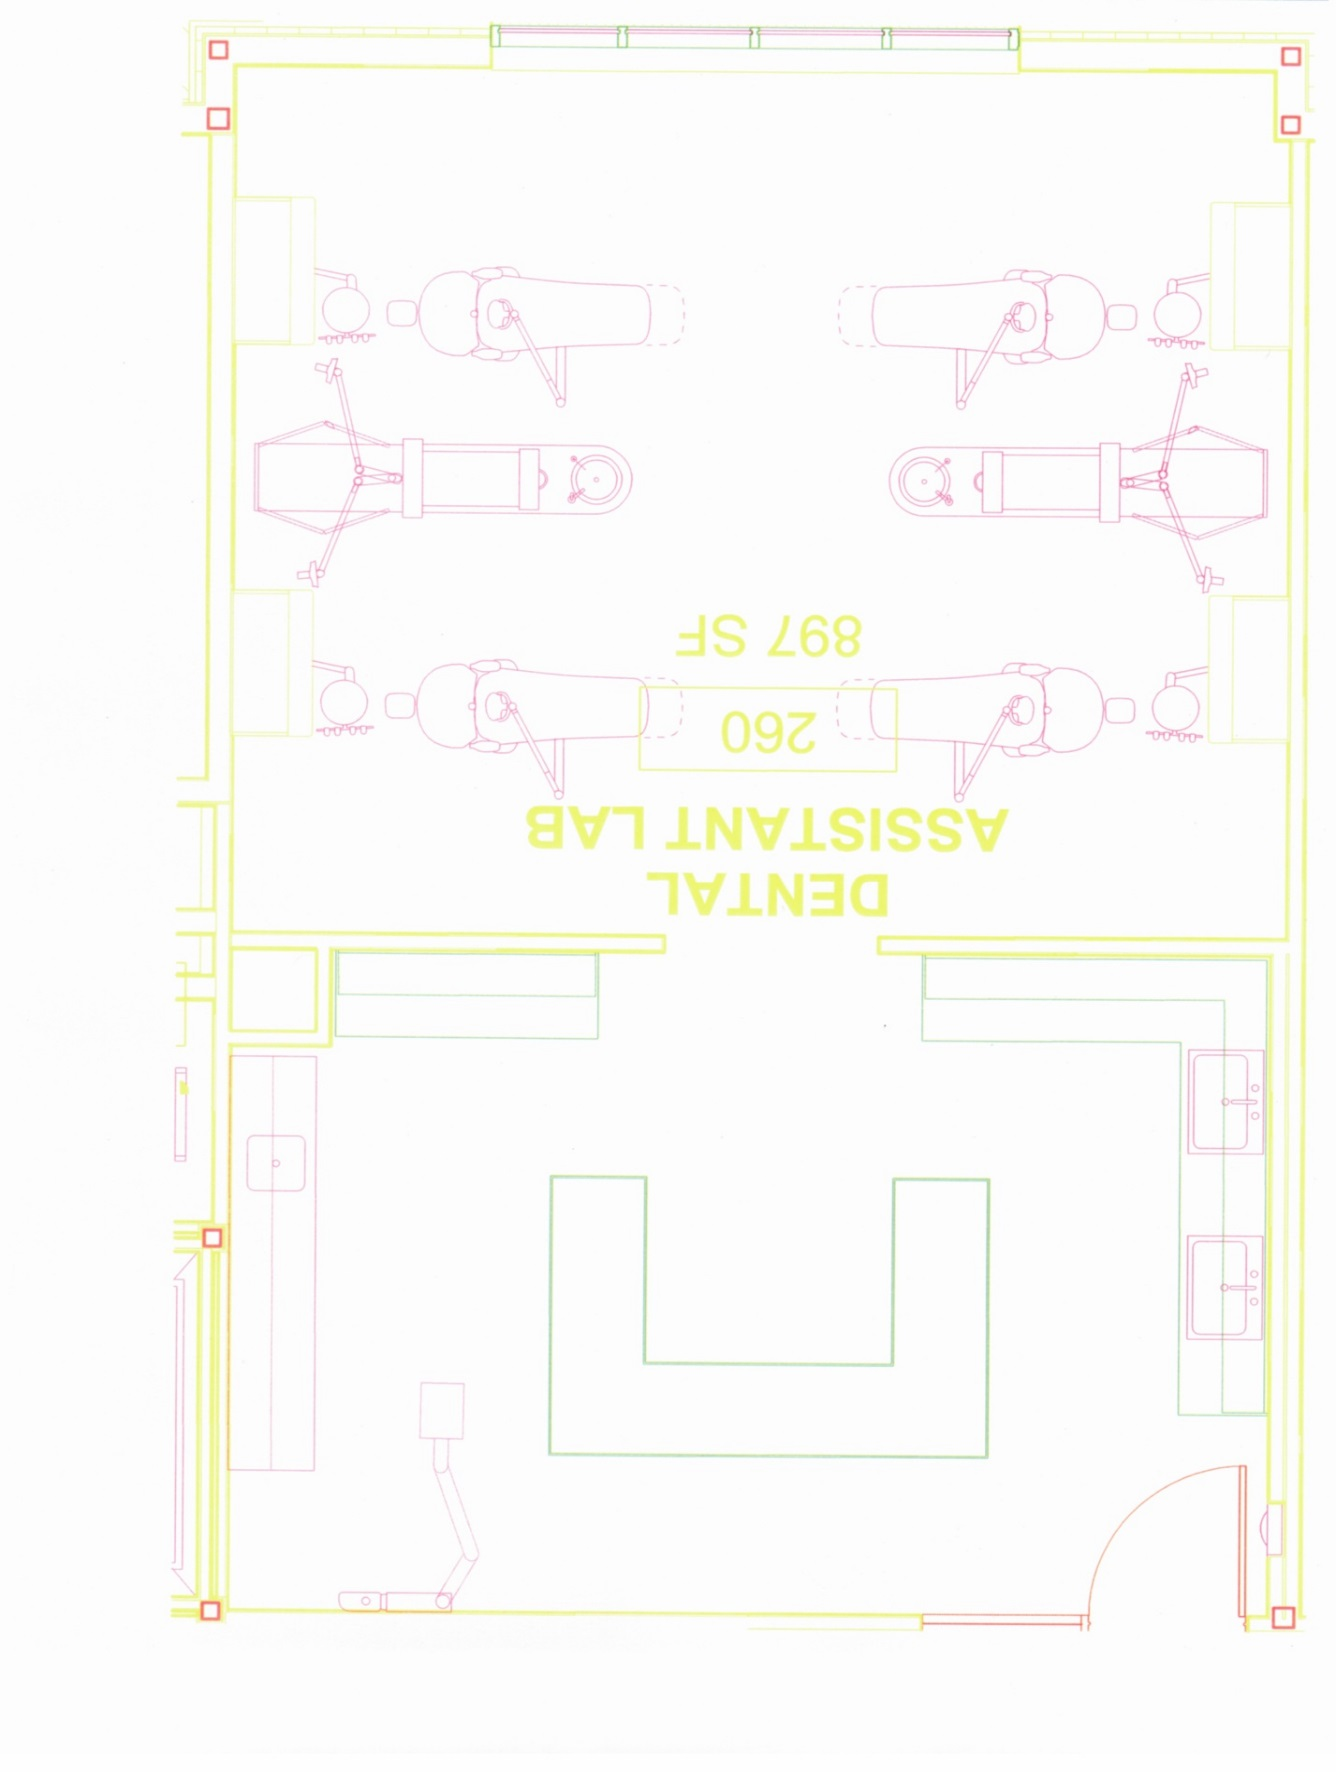 DENTAL
ASSISTANT LAB
260
897 SF